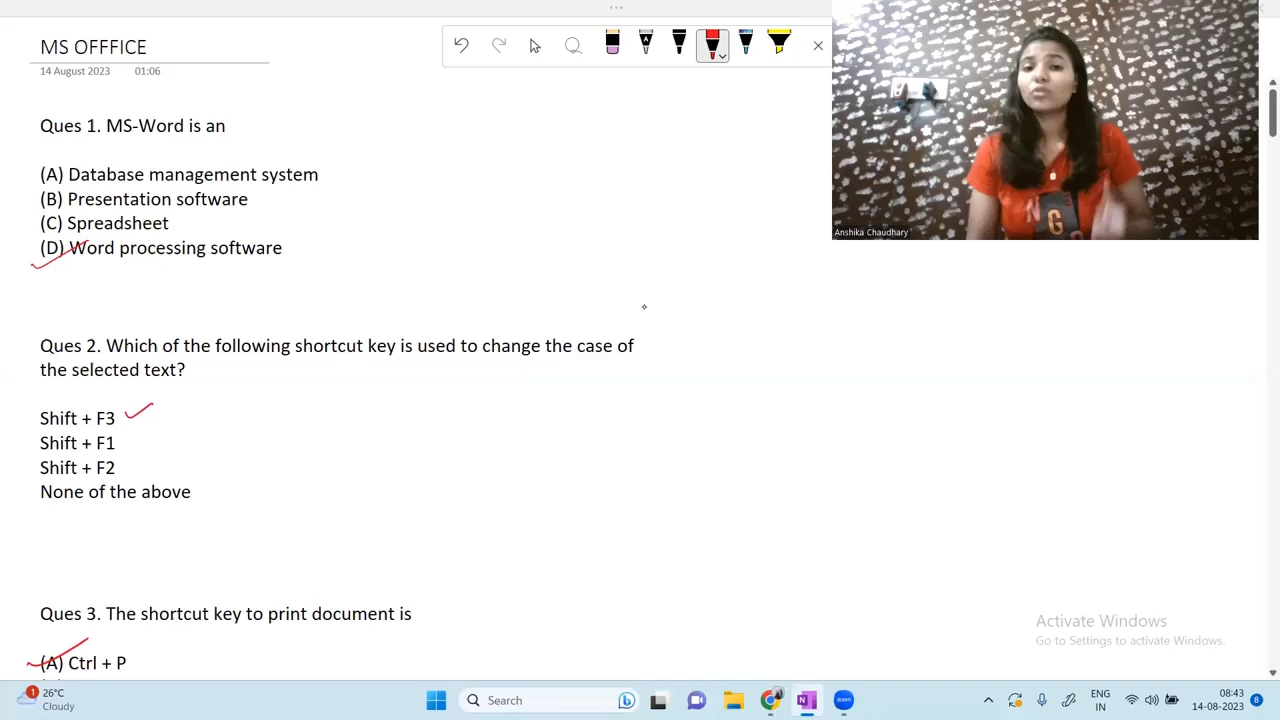 MS OFFFICE
14 August 2023 01:06
Ques 1. MS-Word is an
(A) Database management system
(B) Presentation software
(C) Spreadsheet
(D) Word processing software
Ques 2. Which of the following shortcut key is used to change the case of
the selected text?
Shift + F3
Shift + F1
Shift + F2
None of the above
Ques 3. The shortcut key to print document is
(A) Ctrl + P
Anshika Chaudhary
Activate Windows
Go to Settings to activate Windows.
1
26°C
Cloudy
Search
zoom
ENG
IN
08:43
14-08-2023
8